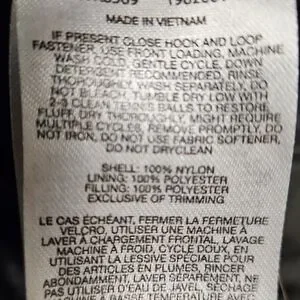 MADE IN VIETNAM
IF PRESENT CLOSE HOOK AND LOOP
FASTENER, USE FRONT LOADING, MACHINE
WASH COLD, GENTLE CYCLE, DOWN
DETERGENT RECOMMENDED, RINSE
THOROUGHLY, WASH SEPARATELY, DO
NOT BLEACH, TUMBLE DRY LOW WITH
2-3 CLEAN TENNIS BALLS TO RESTORE
FLUFF, DRY THOROUGHLY, MIGHT REQUIRE
MULTIPLE CYCLES, REMOVE PROMPTLY, DO
NOT IRON, DO NOT USE FABRIC SOFTENER,
DO NOT DRYCLEAN
SHELL: 100% NYLON
LINING: 100% POLYESTER
FILLING: 100% POLYESTER
EXCLUSIVE OF TRIMMING
LE CAS ÉCHÉANT, FERMER LA FERMETURE
VELCRO, UTILISER UNE MACHINE À
LAVER À CHARGEMENT FRONTAL, LAVAGE
MACHINE À FROID, CYCLE DOUX, EN
UTILISANT LA LESSIVE SPÉCIALE POUR
DES ARTICLES EN PLUMES, RINCER
ABONDAMMENT, LAVER SÉPARÉMENT, NE
PAS UTILISER D'EAU DE JAVEL, SÉCHAGE
MACHINE À BASSE TEMPÉRATURE AVEC